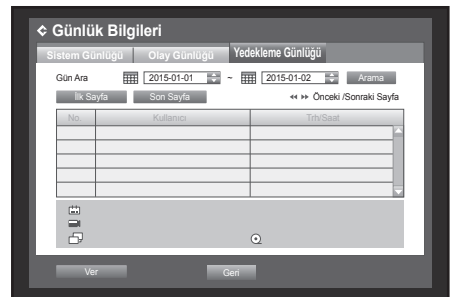 Günlük Bilgileri
Sistem Günlüğü Olay Günlüğü Yedekleme Günlüğü
Gün Ara 2015-01-01 ~ 2015-01-02 Arama
İlk Sayfa Son Sayfa Önceki /Sonraki Sayfa
No. Kullanıcı Trh/Saat
Ver Geri